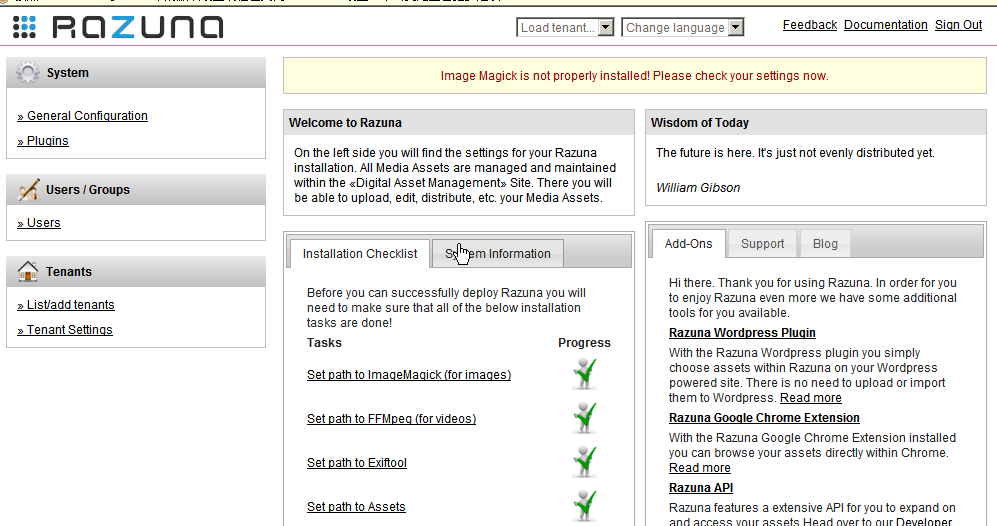 RAZUNA
Load tenant...
Change language
Feedback
Documentation
Sign Out
System
» General Configuration
» Plugins
Users / Groups
» Users
Tenants
» List/add tenants
» Tenant Settings
Image Magick is not properly installed! Please check your settings now.
Welcome to Razuna
On the left side you will find the settings for your Razuna
installation. All Media Assets are managed and maintained
within the «Digital Asset Management» Site. There you will
be able to upload, edit, distribute, etc. your Media Assets.
Installation Checklist
System Information
Before you can successfully deploy Razuna you will
need to make sure that all of the below installation
tasks are done!
Tasks
Progress
Set path to ImageMagick (for images)
Set path to FFMpeg (for videos)
Set path to Exiftool
Set path to Assets
Wisdom of Today
The future is here. It's just not evenly distributed yet.
William Gibson
Add-Ons
Support
Blog
Hi there. Thank you for using Razuna. In order for you
to enjoy Razuna even more we have some additional
tools for you available.
Razuna Wordpress Plugin
With the Razuna Wordpress plugin you simply
choose assets within Razuna on your Wordpress
powered site. There is no need to upload or import
them to Wordpress. Read more
Razuna Google Chrome Extension
With the Razuna Google Chrome Extension installed
you can browse your assets directly within Chrome.
Read more
Razuna API
Razuna features a extensive API for you to expand on
and access your assets Head over to our Developer